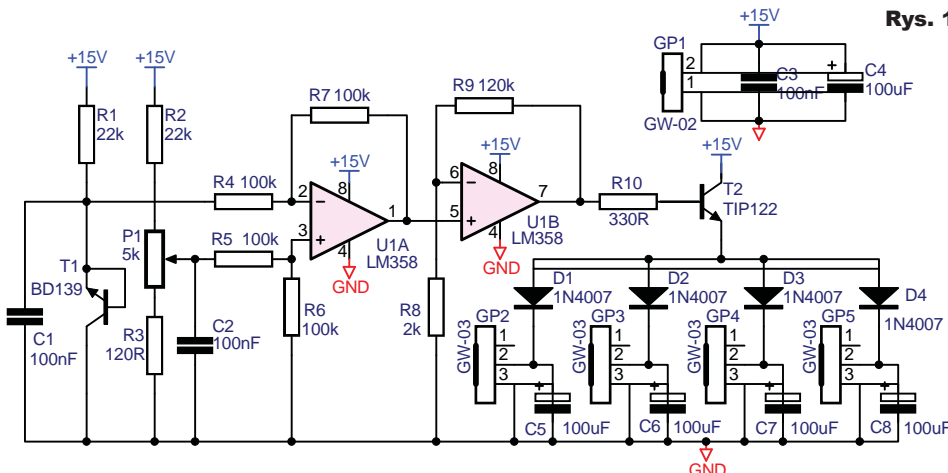 Rys. 1
+15V
+15V
+15V
GP1
2
1
GW-02
C3
100nF
+
C4
100uF
R1
22k
R2
22k
R7 100k
R9 120k
+15V
+15V
+15V
R4 100k
2
8
1
3
4
U1A
LM358
GND
6
8
7
5
4
U1B
LM358
GND
R10
330R
T2
TIP122
P1
5k
R5 100k
T1
BD139
C1
100nF
R3
120R
C2
100nF
R6
100k
R8
2k
D1
1N4007
D2
1N4007
D3
1N4007
D4
1N4007
GP2
GW-03
1
2
3
GP3
GW-03
1
2
3
GP4
GW-03
1
2
3
GP5
GW-03
1
2
3
+
C5 100uF
+
C6 100uF
+
C7 100uF
+
C8 100uF
GND